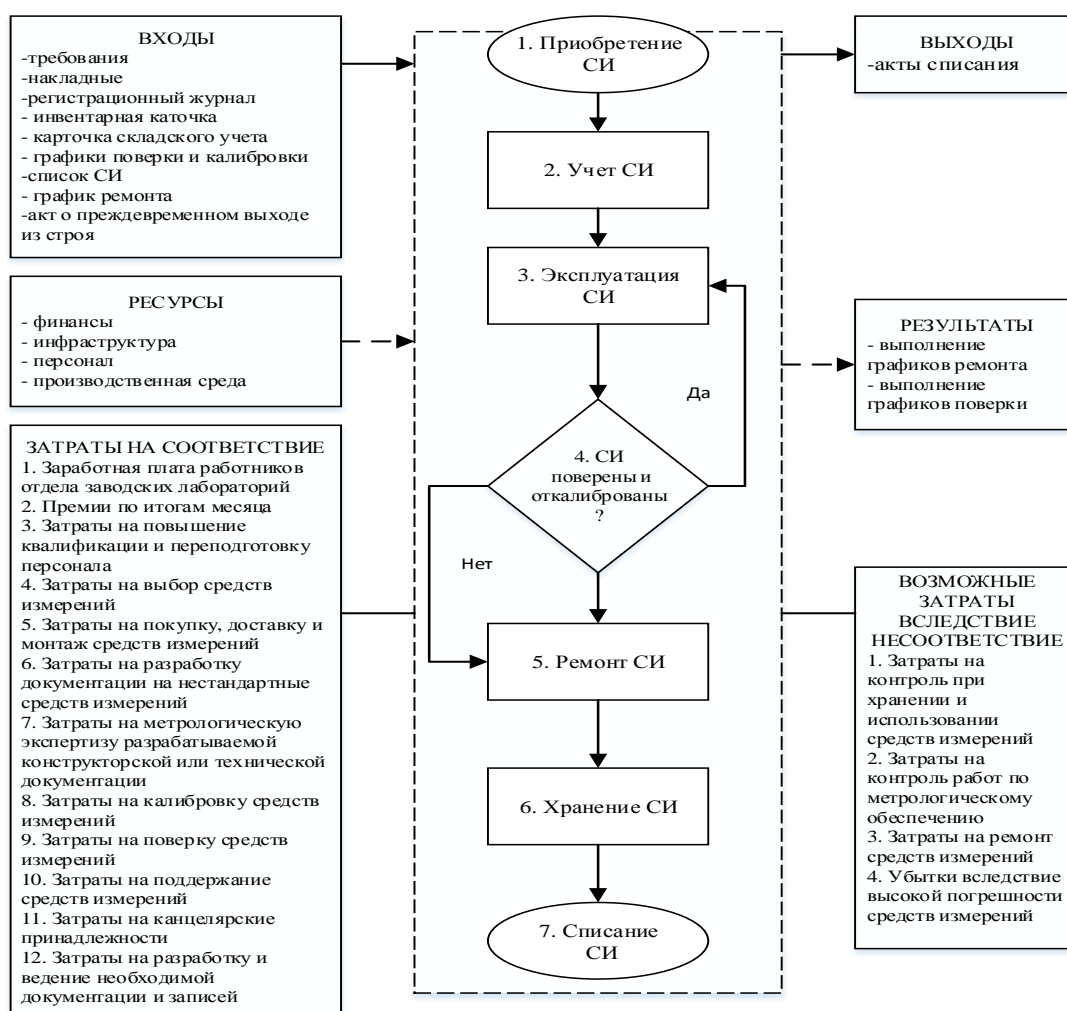 ВХОДЫ
-требования
-накладные
-регистрационный журнал
- инвентарная каточка
- карточка складского учета
- графики поверки и калибровки
-список СИ
- график ремонта
-акт о преждевременном выходе
из строя
РЕСУРСЫ
- финансы
- инфраструктура
- персонал
- производственная среда
ЗАТРАТЫ НА СООТВЕТСТВИЕ
1. Заработная плата работников
отдела заводских лабораторий
2. Премии по итогам месяца
3. Затраты на повышение
квалификации и переподготовку
персонала
4. Затраты на выбор средств
измерений
5. Затраты на покупку, доставку и
монтаж средств измерений
6. Затраты на разработку
документации на нестандартные
средств измерений
7. Затраты на метрологическую
экспертизу разрабатываемой
конструкторской или технической
документации
8. Затраты на калибровку средств
измерений
9. Затраты на поверку средств
измерений
10. Затраты на поддержание
средств измерений
11. Затраты на канцелярские
принадлежности
12. Затраты на разработку и
ведение необходимой
документации и записей
1. Приобретение
СИ
2. Учет СИ
3. Эксплуатация
СИ
Да
4. СИ
поверены и
откалиброваны
?
Нет
5. Ремонт СИ
6. Хранение СИ
7. Списание
СИ
ВЫХОДЫ
-акты списания
РЕЗУЛЬТАТЫ
- выполнение
графиков ремонта
- выполнение
графиков поверки
ВОЗМОЖНЫЕ
ЗАТРАТЫ
ВСЛЕДСТВИЕ
НЕСООТВЕТСТВИЕ
1. Затраты на
контроль при
хранении и
использовании
средств измерений
2. Затраты на
контроль работ по
метрологическому
обеспечению
3. Затраты на ремонт
средств измерений
4. Убытки вследствие
высокой погрешности
средств измерений